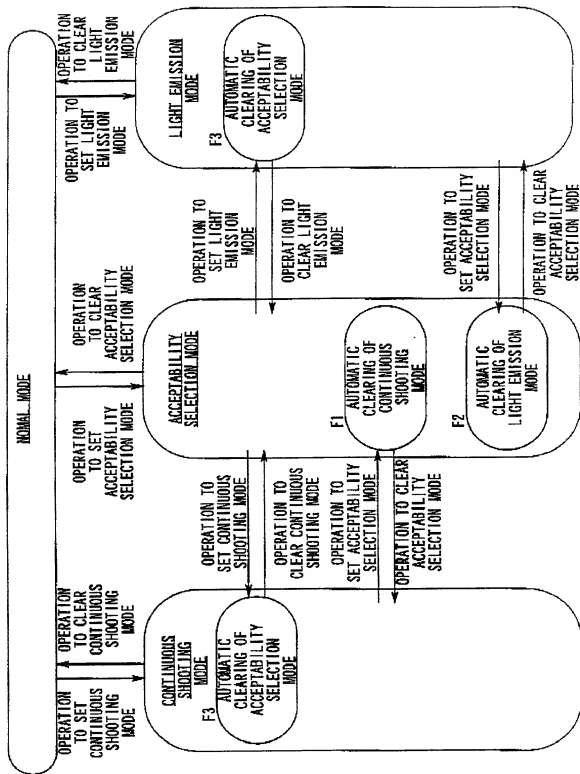 NOMAL MODE
OPERATION
TO SET
CONTINUOUS
SHOOTING
MODE
OPERATION
TO CLEAR
CONTINUOUS
SHOOTING
MODE
OPERATION
TO SET
ACCEPTABILITY
SELECTION MODE
OPERATION
TO CLEAR
ACCEPTABILITY
SELECTION MODE
OPERATION TO
SET LIGHT
EMISSION
MODE
OPERATION
TO CLEAR
LIGHT
EMISSION
MODE
CONTINUOUS
SHOOTING
MODE
F3
AUTOMATIC
CLEARING OF
ACCEPTABILITY
SELECTION
MODE
OPERATION TO
SET CONTINUOUS
SHOOTING MODE
OPERATION TO
CLEAR CONTINUOUS
SHOOTING MODE
OPERATION TO
SET ACCEPTABILITY
SELECTION MODE
OPERATION TO CLEAR
ACCEPTABILITY
SELECTION MODE
ACCEPTABILITY
SELECTION MODE
F1
AUTOMATIC
CLEARING OF
CONTINUOUS
SHOOTING
MODE
F2
AUTOMATIC
CLEARING OF
LIGHT EMISSION
MODE
OPERATION TO
SET LIGHT
EMISSION
MODE
OPERATION TO
CLEAR LIGHT
EMISSION
MODE
OPERATION TO
SET ACCEPTABILITY
SELECTION MODE
OPERATION TO CLEAR
ACCEPTABILITY
SELECTION MODE
LIGHT EMISSION
MODE
F3
AUTOMATIC
CLEARING OF
ACCEPTABILITY
SELECTION
MODE